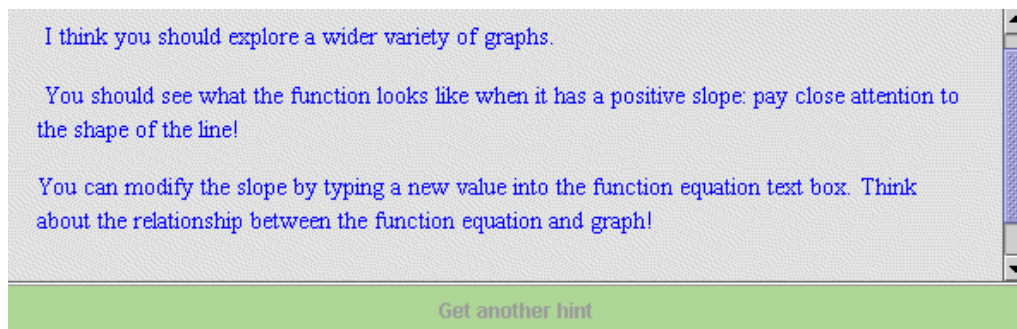 I think you should explore a wider variety of graphs.
You should see what the function looks like when it has a positive slope: pay close attention to
the shape of the line!
You can modify the slope by typing a new value into the function equation text box. Think
about the relationship between the function equation and graph!
Get another hint